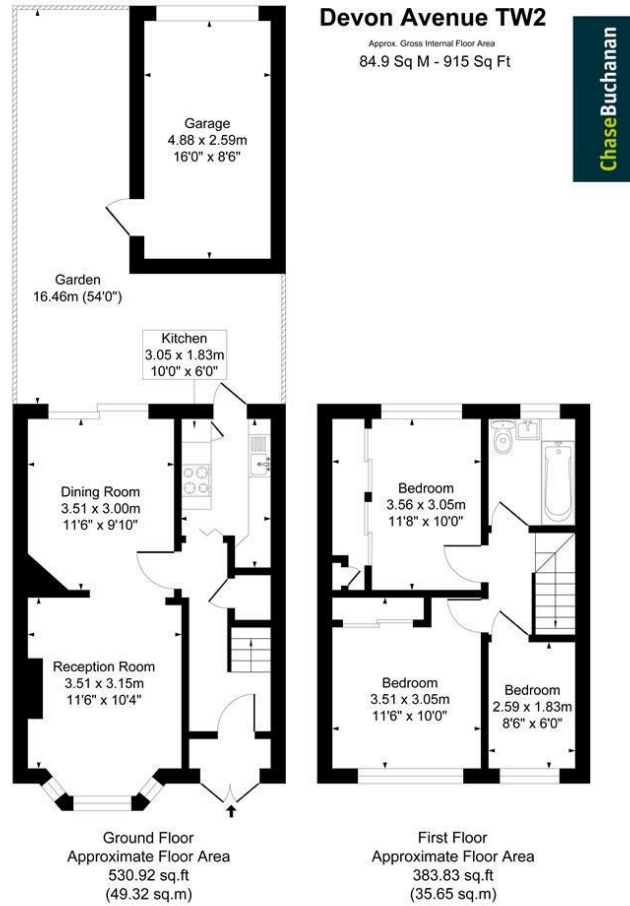 Devon Avenue TW2
Approx. Gross Internal Floor Area
84.9 Sq M - 915 Sq Ft
ChaseBuchanan
Garage
4.88 x 2.59m
16'0" x 8'6"
Garden
16.46m (54'0")
Kitchen
3.05 x 1.83m
10'0" x 6'0"
Dining Room
3.51 x 3.00m
11'6" x 9'10"
Reception Room
3.51 x 3.15m
11'6" x 10'4"
Ground Floor
Approximate Floor Area
530.92 sq.ft
(49.32 sq.m)
Bedroom
3.56 x 3.05m
11'8" x 10'0"
Bedroom
3.51 x 3.05m
11'6" x 10'0"
Bedroom
2.59 x 1.83m
8'6" x 6'0"
First Floor
Approximate Floor Area
383.83 sq.ft
(35.65 sq.m)